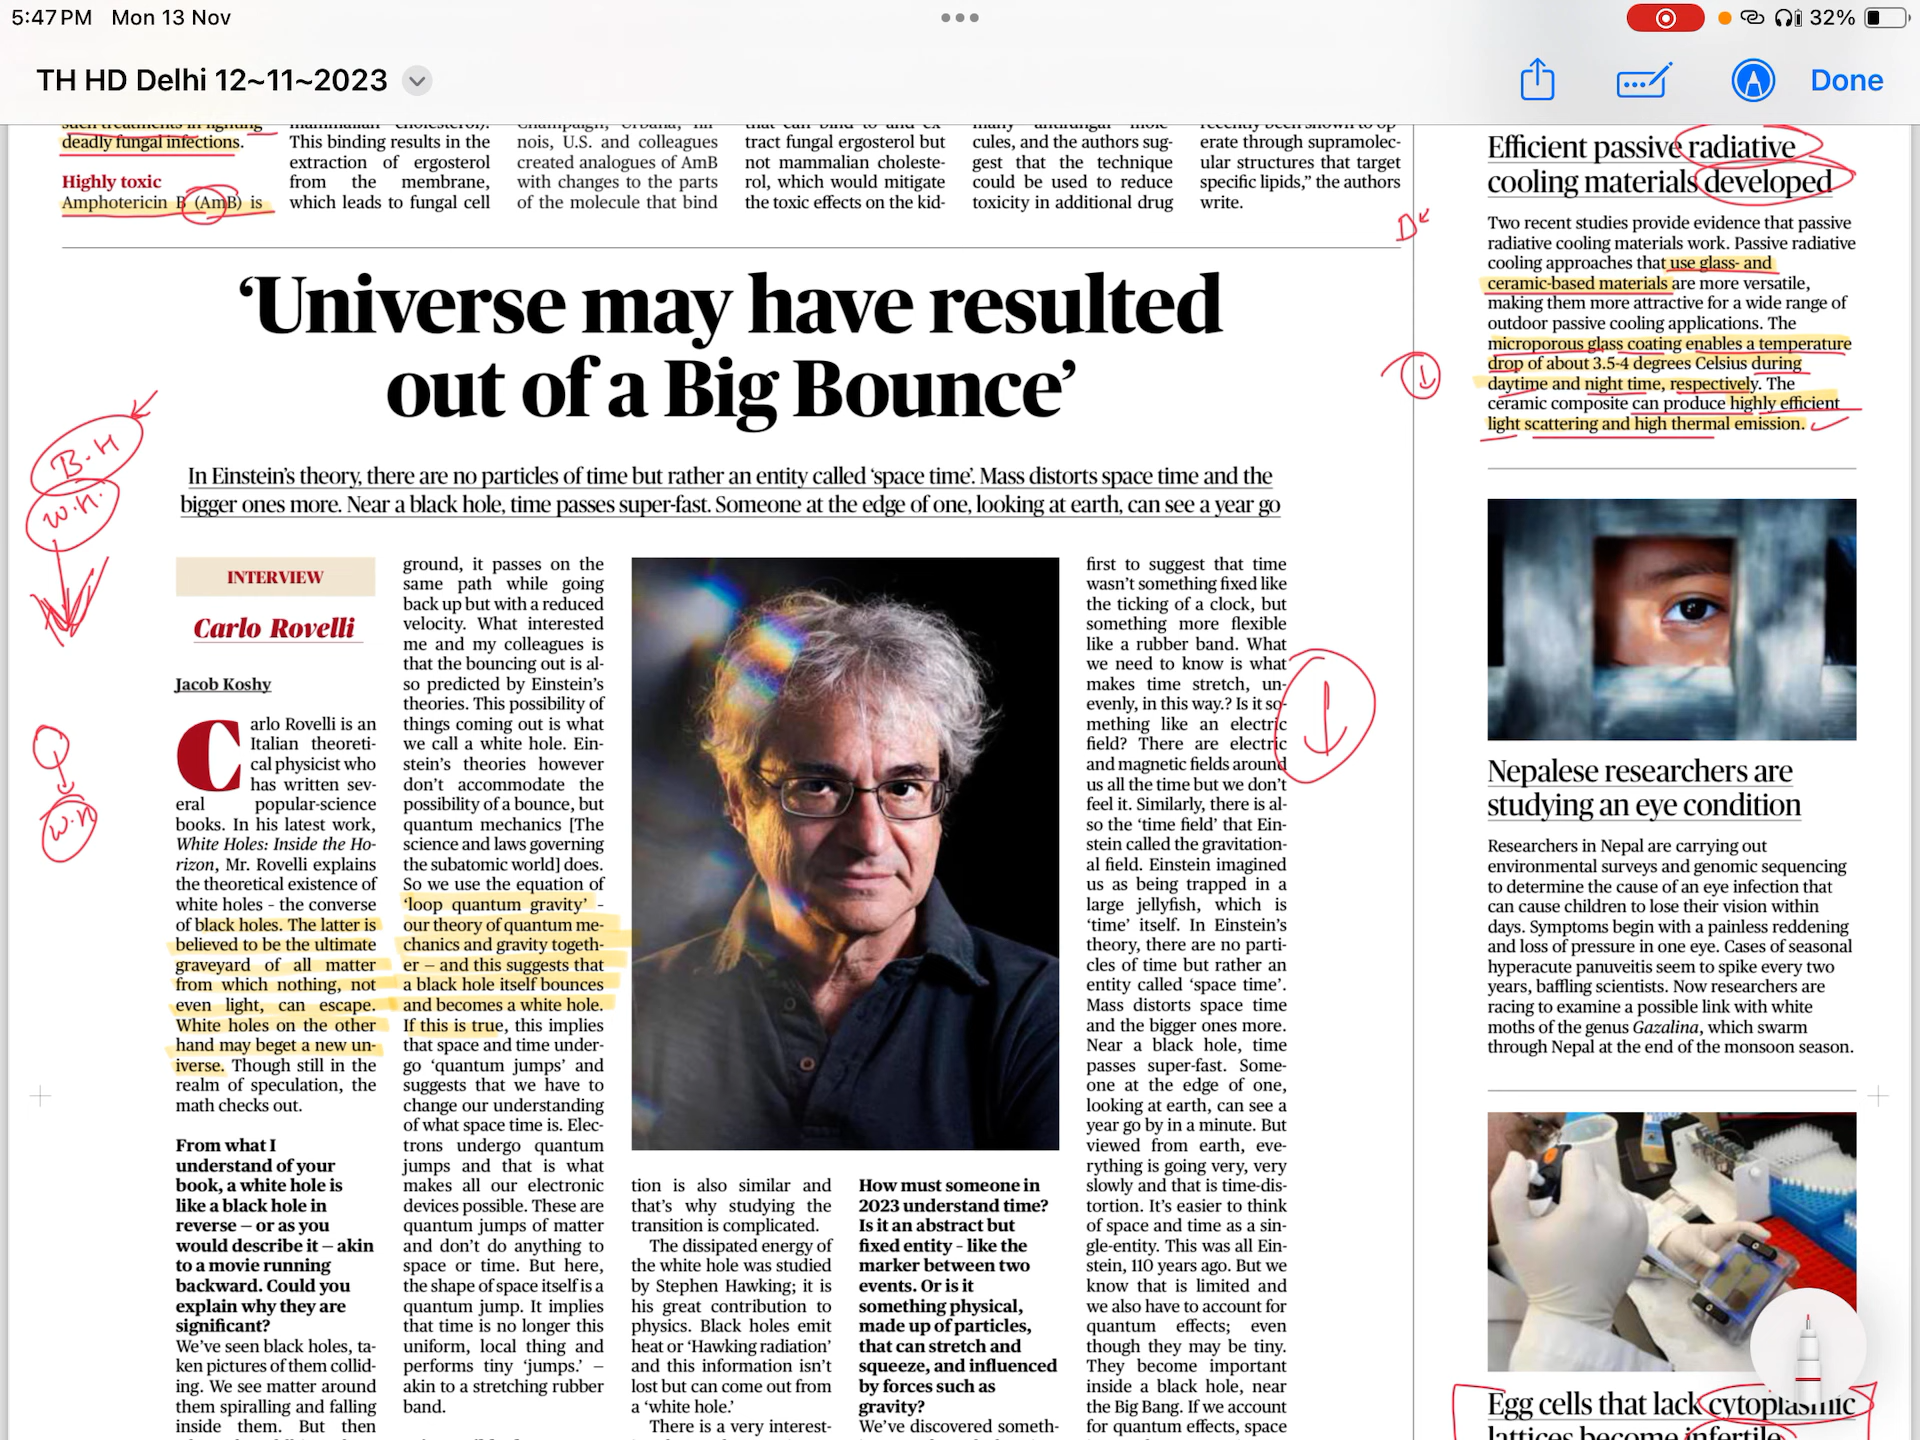 5:47 PM Mon 13 Nov
32%
TH HD Delhi 12~11~2023
Done
such treatments in fighting
deadly fungal infections.
Highly toxic
Amphotericin B (AmB) is
mammalian cholesterol).
This binding results in the
extraction of ergosterol
from the membrane,
which leads to fungal cell
Champaign, Urbana, Illi-
nois, U.S. and colleagues
created analogues of AmB
with changes to the parts
of the molecule that bind
that can bind to and ex-
tract fungal ergosterol but
not mammalian choleste-
rol, which would mitigate
the toxic effects on the kid-
many antifungal mole-
cules, and the authors sug-
gest that the technique
could be used to reduce
toxicity in additional drug
recently been shown to op-
erate through supramolec-
ular structures that target
specific lipids,” the authors
write.
‘Universe may have resulted
out of a Big Bounce’
In Einstein’s theory, there are no particles of time but rather an entity called ‘space time’. Mass distorts space time and the
bigger ones more. Near a black hole, time passes super-fast. Someone at the edge of one, looking at earth, can see a year go
B.H
W.H.
W.H
INTERVIEW
Carlo Rovelli
Jacob Koshy
Carlo Rovelli is an
Italian theoreti-
cal physicist who
has written sev-
eral popular-science
books. In his latest work,
White Holes: Inside the Ho-
rizon, Mr. Rovelli explains
the theoretical existence of
white holes - the converse
of black holes. The latter is
believed to be the ultimate
graveyard of all matter
from which nothing, not
even light, can escape.
White holes on the other
hand may beget a new un-
iverse. Though still in the
realm of speculation, the
math checks out.
From what I
understand of your
book, a white hole is
like a black hole in
reverse – or as you
would describe it – akin
to a movie running
backward. Could you
explain why they are
significant?
We’ve seen black holes, ta-
ken pictures of them collid-
ing. We see matter around
them spiralling and falling
inside them. But then
ground, it passes on the
same path while going
back up but with a reduced
velocity. What interested
me and my colleagues is
that the bouncing out is al-
so predicted by Einstein’s
theories. This possibility of
things coming out is what
we call a white hole. Ein-
stein’s theories however
don’t accommodate the
possibility of a bounce, but
quantum mechanics [The
science and laws governing
the subatomic world] does.
So we use the equation of
‘loop quantum gravity’ -
our theory of quantum me-
chanics and gravity togeth-
er – and this suggests that
a black hole itself bounces
and becomes a white hole.
If this is true, this implies
that space and time under-
go ‘quantum jumps’ and
suggests that we have to
change our understanding
of what space time is. Elec-
trons undergo quantum
jumps and that is what
makes all our electronic
devices possible. These are
quantum jumps of matter
and don’t do anything to
space or time. But here,
the shape of space itself is a
quantum jump. It implies
that time is no longer this
uniform, local thing and
performs tiny ‘jumps.’ –
akin to a stretching rubber
band.
tion is also similar and
that’s why studying the
transition is complicated.
The dissipated energy of
the white hole was studied
by Stephen Hawking; it is
his great contribution to
physics. Black holes emit
heat or ‘Hawking radiation’
and this information isn’t
lost but can come out from
a ‘white hole.’
There is a very interest-
How must someone in
2023 understand time?
Is it an abstract but
fixed entity – like the
marker between two
events. Or is it
something physical,
made up of particles,
that can stretch and
squeeze, and influenced
by forces such as
gravity?
We’ve discovered someth-
first to suggest that time
wasn’t something fixed like
the ticking of a clock, but
something more flexible
like a rubber band. What
we need to know is what
makes time stretch, un-
evenly, in this way.? Is it so-
mething like an electric
field? There are electric
and magnetic fields around
us all the time but we don’t
feel it. Similarly, there is al-
so the ‘time field’ that Ein-
stein called the gravitation-
al field. Einstein imagined
us as being trapped in a
large jellyfish, which is
‘time’ itself. In Einstein’s
theory, there are no parti-
cles of time but rather an
entity called ‘space time’.
Mass distorts space time
and the bigger ones more.
Near a black hole, time
passes super-fast. Some-
one at the edge of one,
looking at earth, can see a
year go by in a minute. But
viewed from earth, eve-
rything is going very, very
slowly and that is time-dis-
tortion. It’s easier to think
of space and time as a sin-
gle-entity. This was all Ein-
stein, 110 years ago. But we
know that is limited and
we also have to account for
quantum effects; even
though they may be tiny.
They become important
inside a black hole, near
the Big Bang. If we account
for quantum effects, space
Efficient passive radiative
cooling materials developed
Two recent studies provide evidence that passive
radiative cooling materials work. Passive radiative
cooling approaches that use glass- and
ceramic-based materials are more versatile,
making them more attractive for a wide range of
outdoor passive cooling applications. The
microporous glass coating enables a temperature
drop of about 3.5-4 degrees Celsius during
daytime and night time, respectively. The
ceramic composite can produce highly efficient
light scattering and high thermal emission.
Nepalese researchers are
studying an eye condition
Researchers in Nepal are carrying out
environmental surveys and genomic sequencing
to determine the cause of an eye infection that
can cause children to lose their vision within
days. Symptoms begin with a painless reddening
and loss of pressure in one eye. Cases of seasonal
hyperacute panuveitis seem to spike every two
years, baffling scientists. Now researchers are
racing to examine a possible link with white
moths of the genus Gazalina, which swarm
through Nepal at the end of the monsoon season.
Egg cells that lack cytoplasmic
lattices become infertile